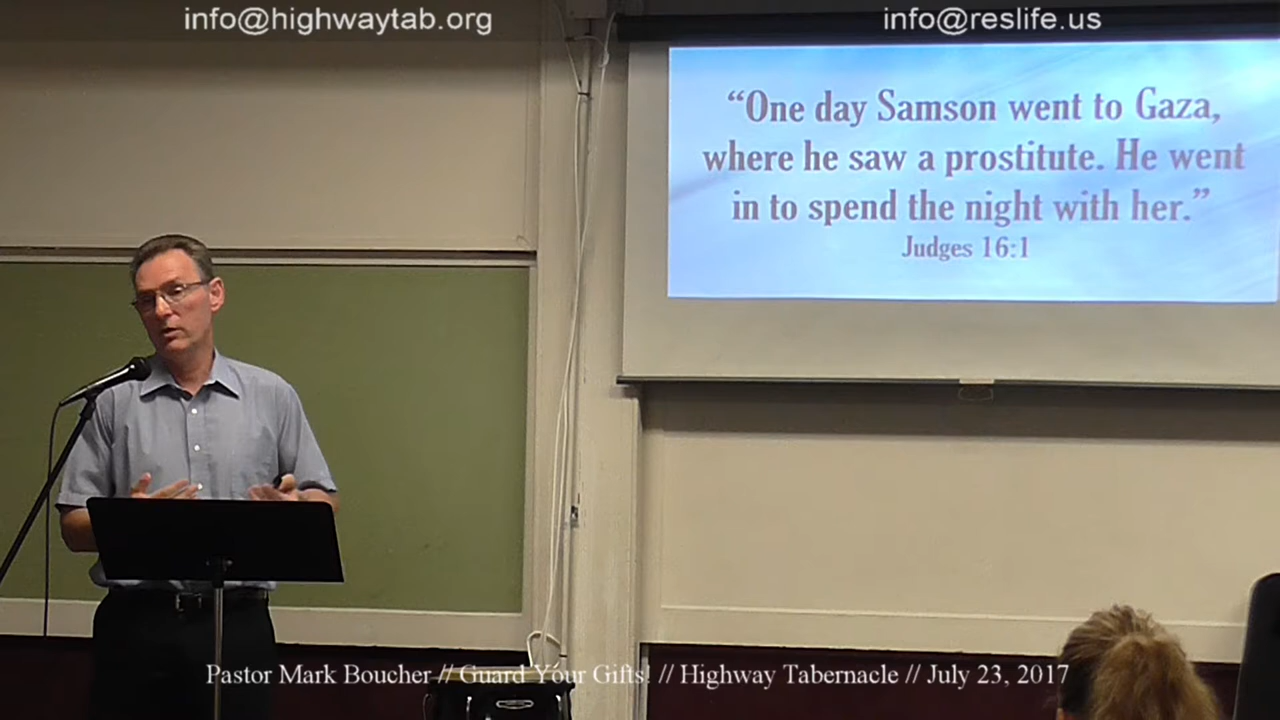 info@highwaytab.org
info@reslife.us
“One day Samson went to Gaza,
where he saw a prostitute. He went
in to spend the night with her.”
Judges 16:1
Pastor Mark Boucher // Guard Your Gifts! // Highway Tabernacle // July 23, 2017